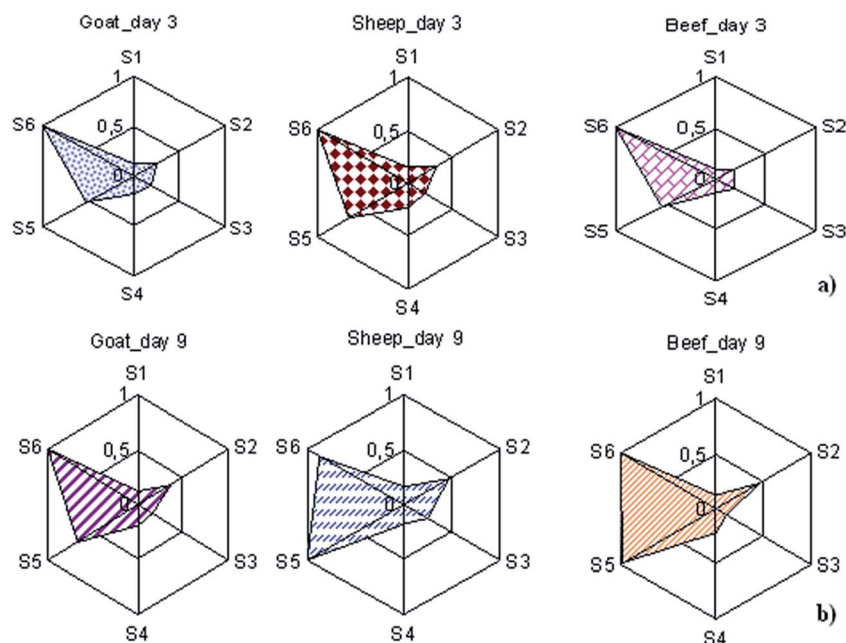 Goat_day 3
S1
1
S6
S2
0,5
0
S5
S3
S4
Sheep_day 3
S1
1
S6
S2
0,5
0
S5
S3
S4
Beef_day 3
S1
1
S6
S2
0,5
0
S5
S3
S4
a)
Goat_day 9
S1
1
S6
S2
0,5
0
S5
S3
S4
Sheep_day 9
S1
1
S6
S2
0,5
0
S5
S3
S4
Beef_day 9
S1
1
S6
S2
0,5
0
S5
S3
S4
b)